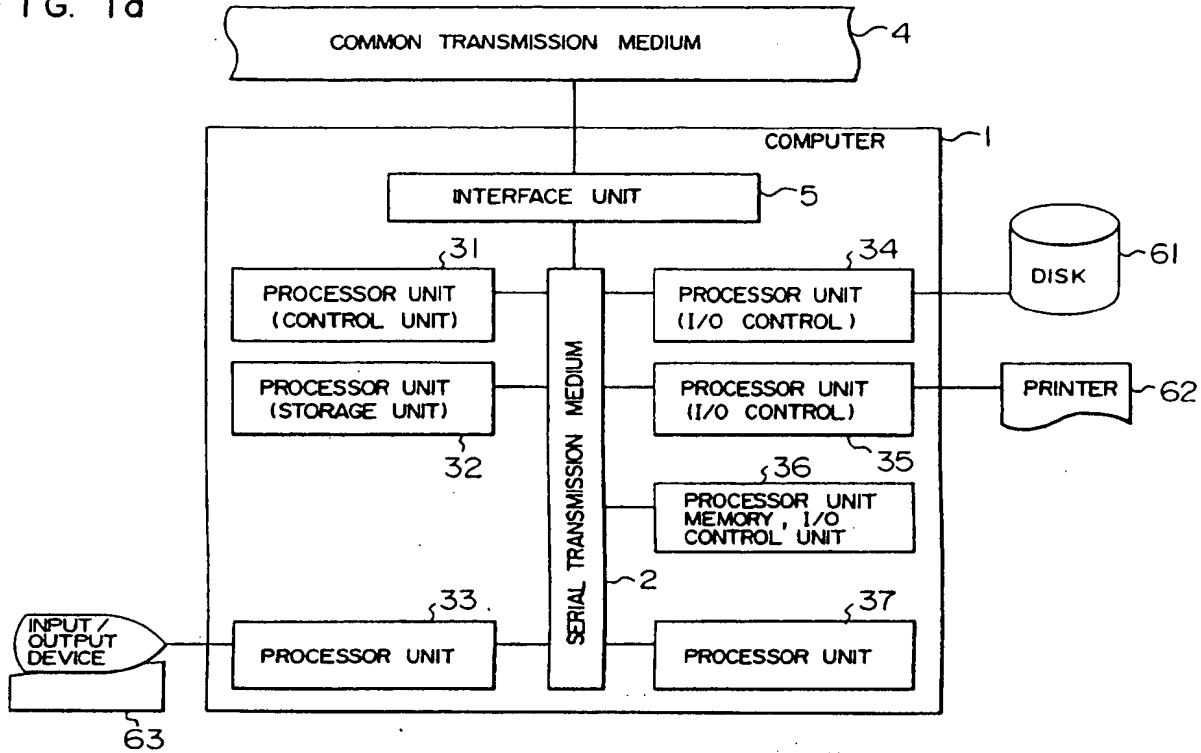 FIG. 1a
COMMON TRANSMISSION MEDIUM
4
COMPUTER
1
INTERFACE UNIT
5
31
PROCESSOR UNIT
(CONTROL UNIT)
34
PROCESSOR UNIT
(I/O CONTROL)
DISK
61
PROCESSOR UNIT
(STORAGE UNIT)
32
SERIAL TRANSMISSION MEDIUM
2
PROCESSOR UNIT
(I/O CONTROL)
35
PRINTER
62
36
PROCESSOR UNIT
MEMORY, I/O
CONTROL UNIT
INPUT/
OUTPUT
DEVICE
63
33
PROCESSOR UNIT
37
PROCESSOR UNIT